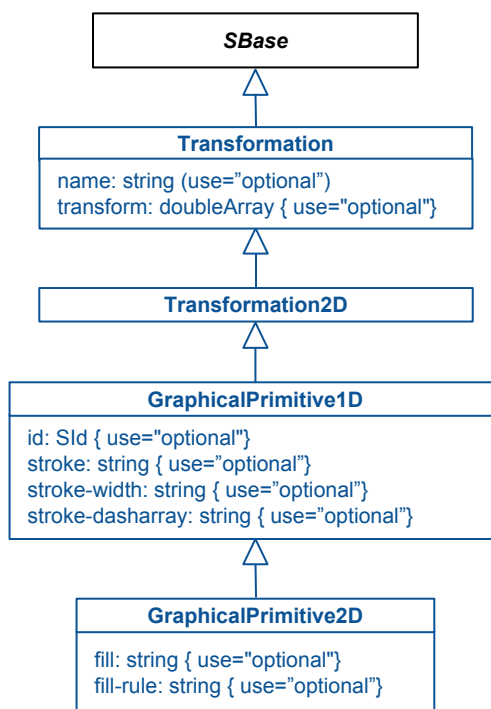 SBase
Transformation
name: string (use=”optional”)
transform: doubleArray { use="optional"}
Transformation2D
GraphicalPrimitive1D
id: SId { use="optional"}
stroke: string { use=”optional”}
stroke-width: string { use=”optional”}
stroke-dasharray: string { use=”optional”}
GraphicalPrimitive2D
fill: string { use="optional"}
fill-rule: string { use=”optional”}